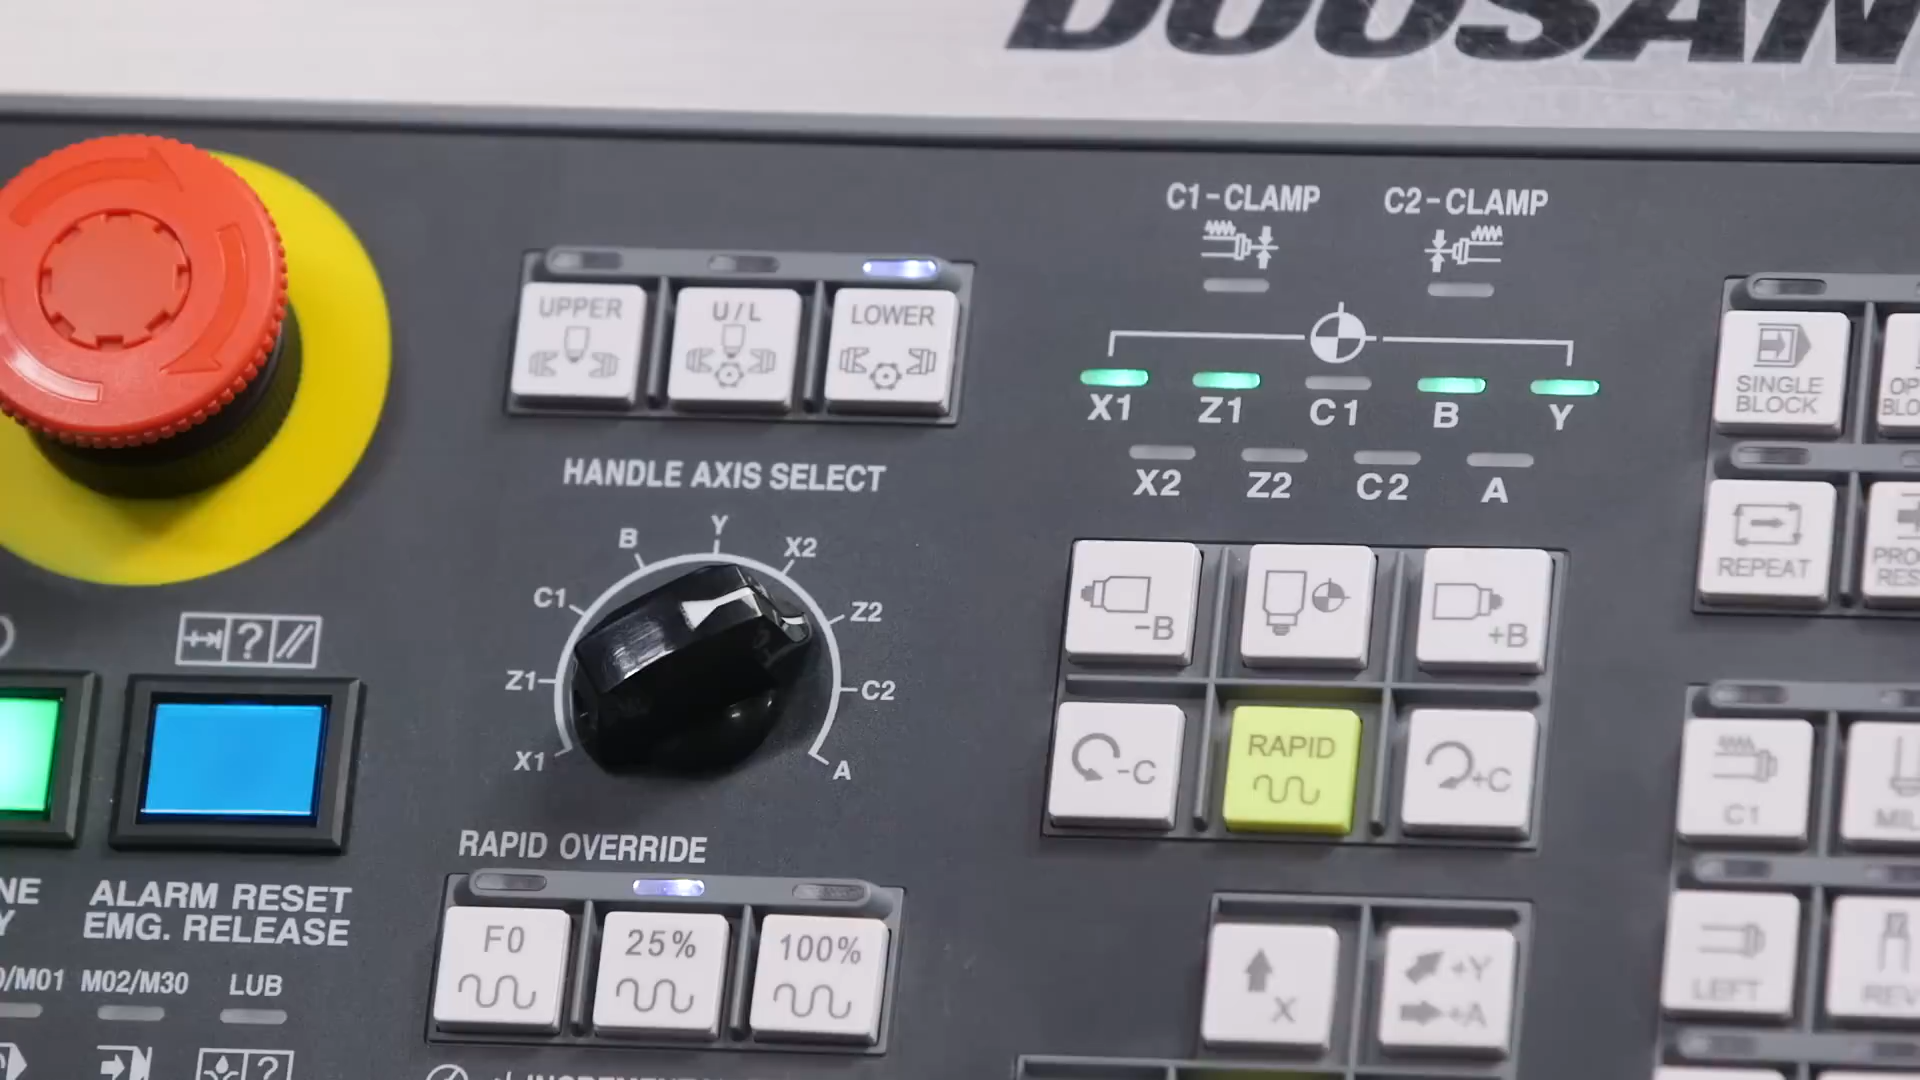 DOOSAN
C1-CLAMP
C2-CLAMP
UPPER
U/L
LOWER
X1
Z1
C1
B
Y
X2
Z2
C2
A
HANDLE AXIS SELECT
X1
Z1
C1
B
Y
X2
Z2
C2
A
SINGLE
BLOCK
REPEAT
-B
+B
-C
RAPID
+C
?
ALARM RESET
EMG. RELEASE
/M01
M02/M30
LUB
?
RAPID OVERRIDE
F0
25%
100%
X
+Y
+A
C1
LEFT